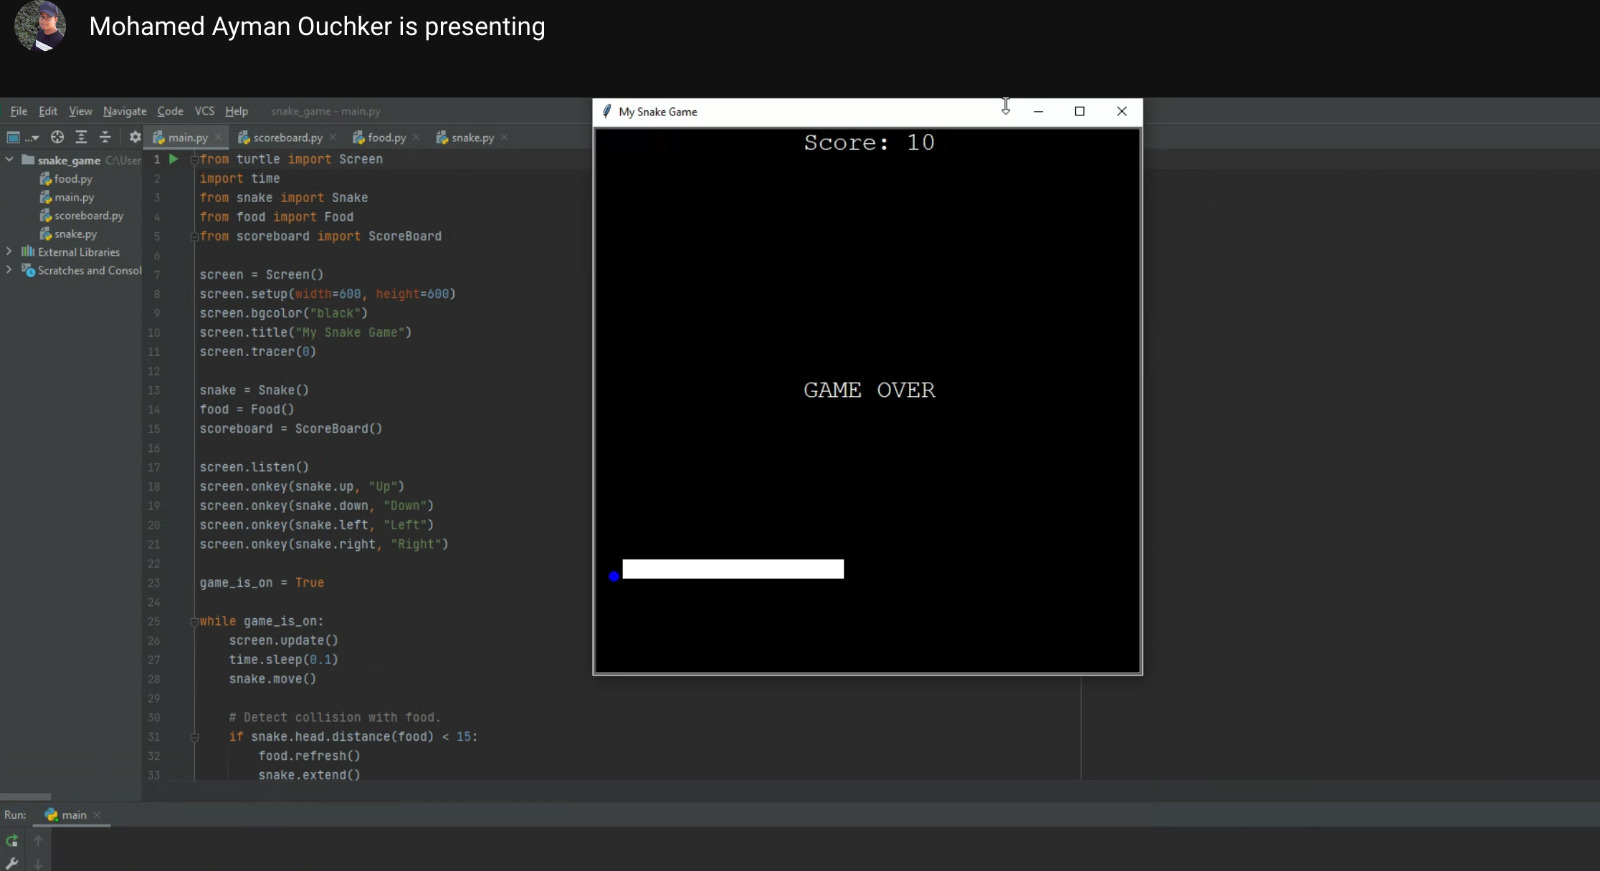 Mohamed Ayman Ouchker is presenting
File Edit View Navigate Code VCS Help snake_game - main.py
My Snake Game
... main.py scoreboard.py food.py snake.py
snake_game C:\User
food.py
main.py
scoreboard.py
snake.py
External Libraries
Scratches and Consol
1 from turtle import Screen
2 import time
3 from snake import Snake
4 from food import Food
5 from scoreboard import ScoreBoard
6
7 screen = Screen()
8 screen.setup(width=600, height=600)
9 screen.bgcolor("black")
10 screen.title("My Snake Game")
11 screen.tracer(0)
12
13 snake = Snake()
14 food = Food()
15 scoreboard = ScoreBoard()
16
17 screen.listen()
18 screen.onkey(snake.up, "Up")
19 screen.onkey(snake.down, "Down")
20 screen.onkey(snake.left, "Left")
21 screen.onkey(snake.right, "Right")
22
23 game_is_on = True
24
25 while game_is_on:
26 screen.update()
27 time.sleep(0.1)
28 snake.move()
29
30 # Detect collision with food.
31 if snake.head.distance(food) < 15:
32 food.refresh()
33 snake.extend()
Score: 10
GAME OVER
Run: main